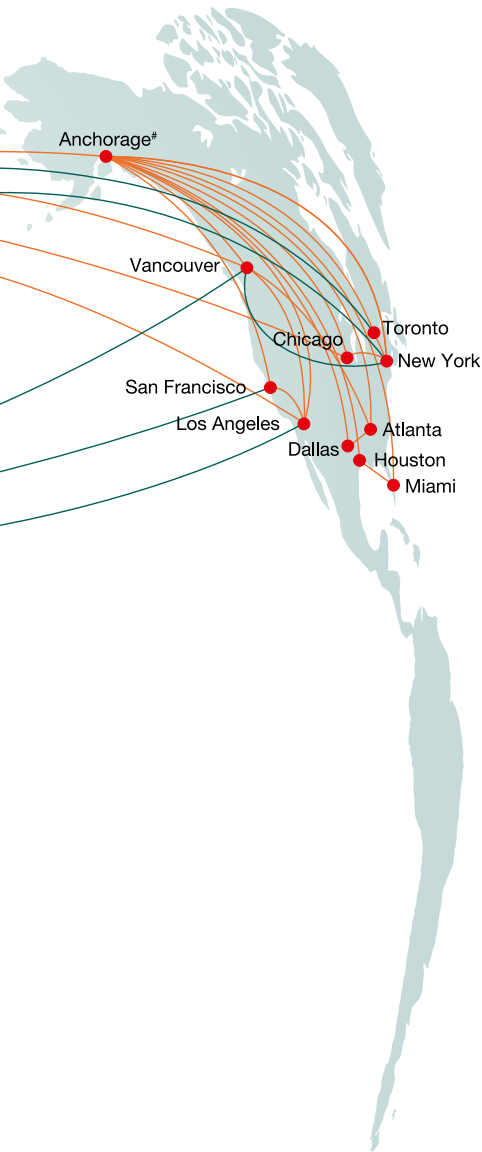 Anchorage#
Vancouver
Toronto
Chicago
New York
San Francisco
Los Angeles
Atlanta
Dallas
Houston
Miami